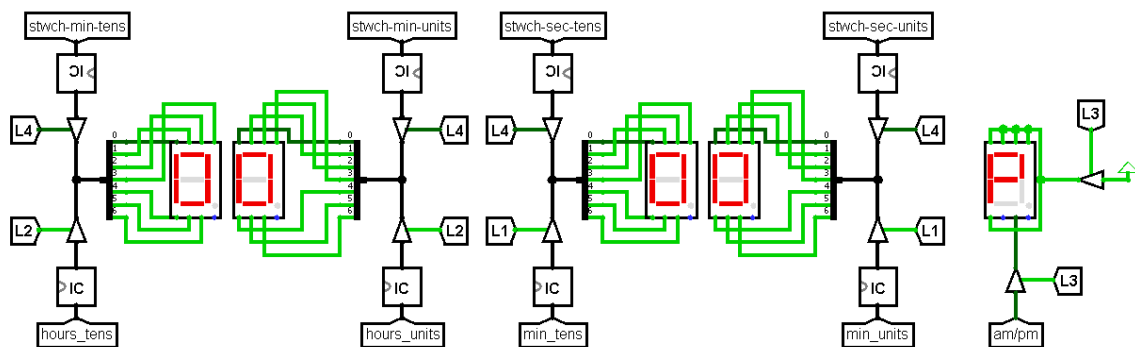 stwch-min-tens stwch-min-units stwch-sec-tens stwch-sec-units
IC IC IC IC
L4 L4 L4 L4 L3
0 0 0 0
1 1 1 1
2 2 2 2
3 3 3 3
4 4 4 4
5 5 5 5
6 6 6 6
L2 L2 L1 L1
IC IC IC IC L3
hours_tens hours_units min_tens min_units am/pm